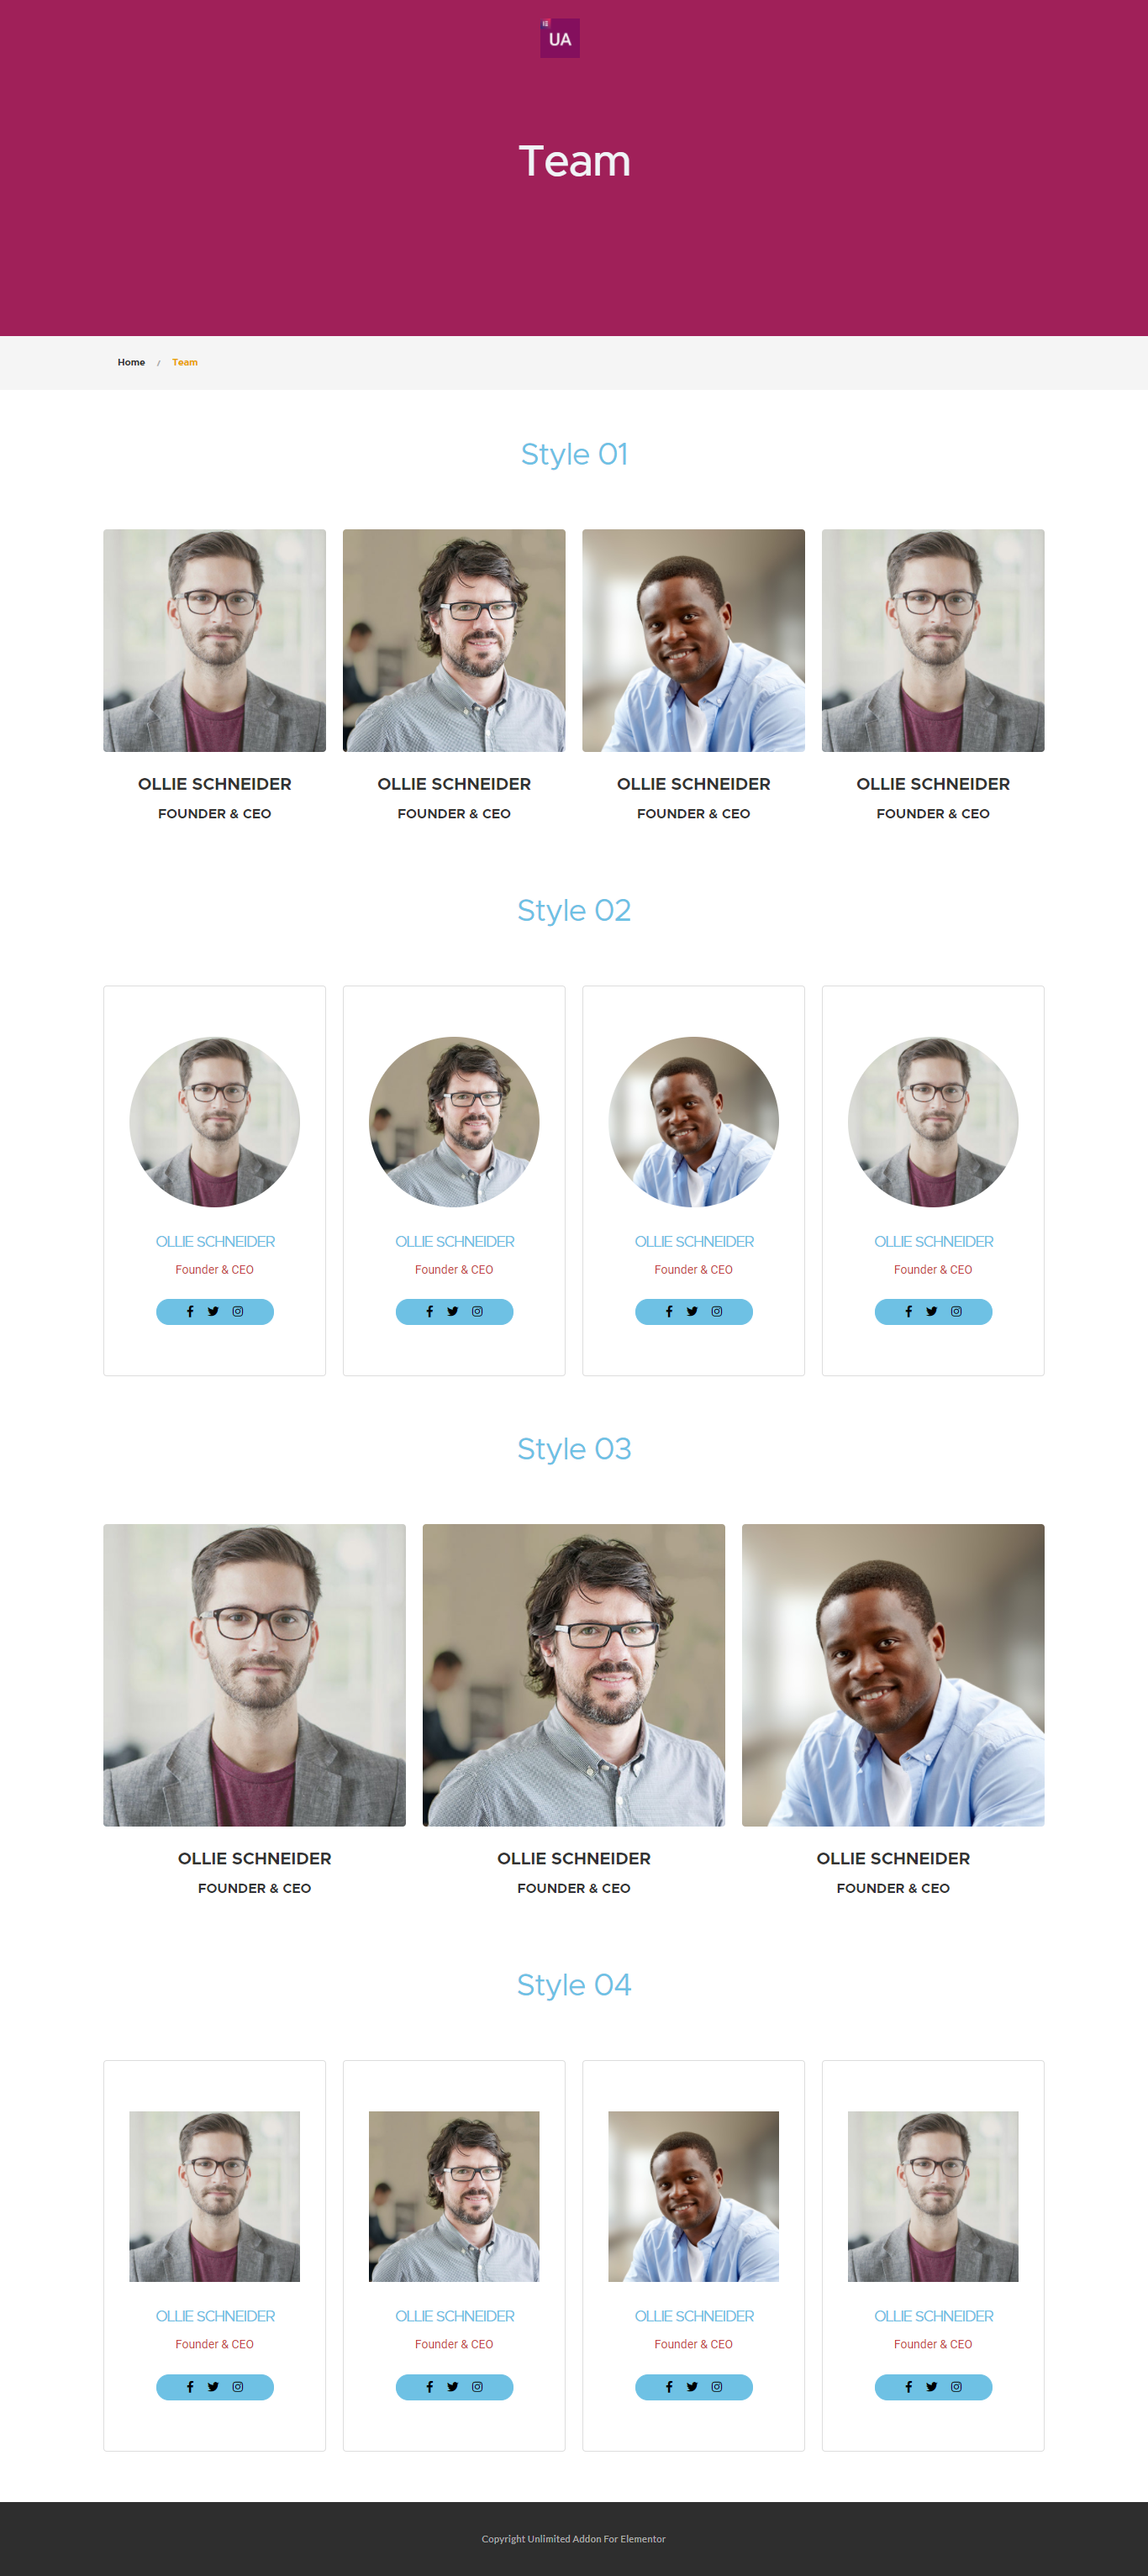 UA
Team
Home / Team
Style 01
OLLIE SCHNEIDER OLLIE SCHNEIDER OLLIE SCHNEIDER OLLIE SCHNEIDER
FOUNDER & CEO FOUNDER & CEO FOUNDER & CEO FOUNDER & CEO
Style 02
OLLIE SCHNEIDER OLLIE SCHNEIDER OLLIE SCHNEIDER OLLIE SCHNEIDER
Founder & CEO Founder & CEO Founder & CEO Founder & CEO
Style 03
OLLIE SCHNEIDER OLLIE SCHNEIDER OLLIE SCHNEIDER
FOUNDER & CEO FOUNDER & CEO FOUNDER & CEO
Style 04
OLLIE SCHNEIDER OLLIE SCHNEIDER OLLIE SCHNEIDER OLLIE SCHNEIDER
Founder & CEO Founder & CEO Founder & CEO Founder & CEO
Copyright Unlimited Addon For Elementor